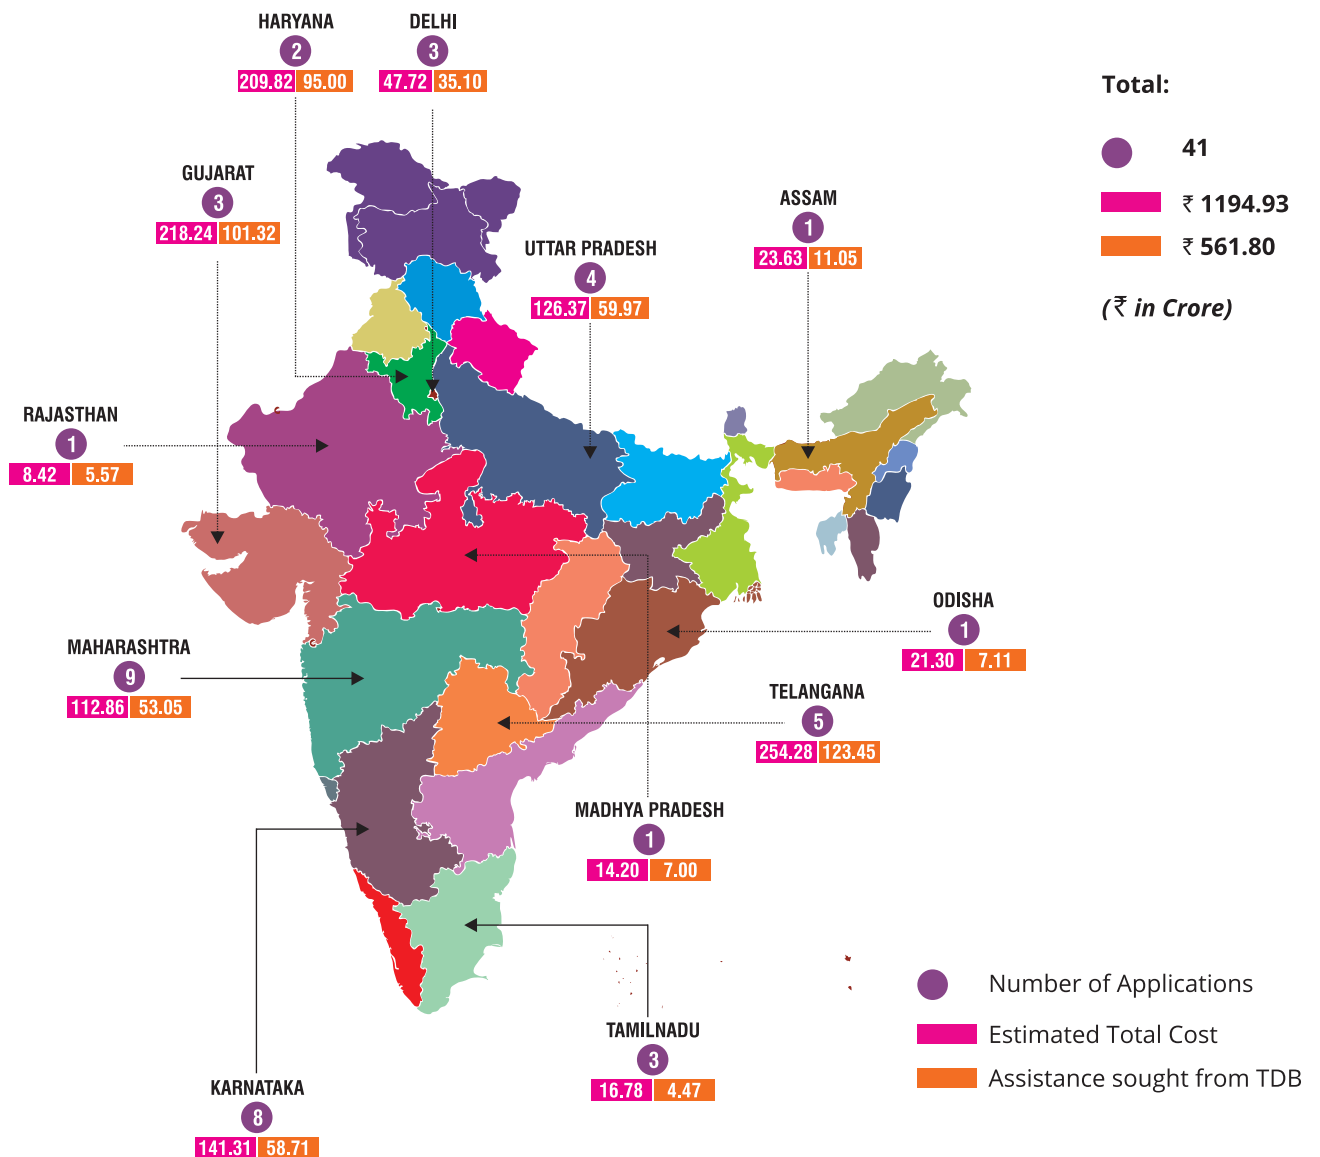 HARYANA
2
209.82 95.00
DELHI
3
47.72 35.10
Total:
41
₹ 1194.93
₹ 561.80
(₹ in Crore)
GUJARAT
3
218.24 101.32
ASSAM
1
23.63 11.05
UTTAR PRADESH
4
126.37 59.97
RAJASTHAN
1
8.42 5.57
ODISHA
1
21.30 7.11
MAHARASHTRA
9
112.86 53.05
TELANGANA
5
254.28 123.45
MADHYA PRADESH
1
14.20 7.00
TAMILNADU
3
16.78 4.47
KARNATAKA
8
141.31 58.71
Number of Applications
Estimated Total Cost
Assistance sought from TDB